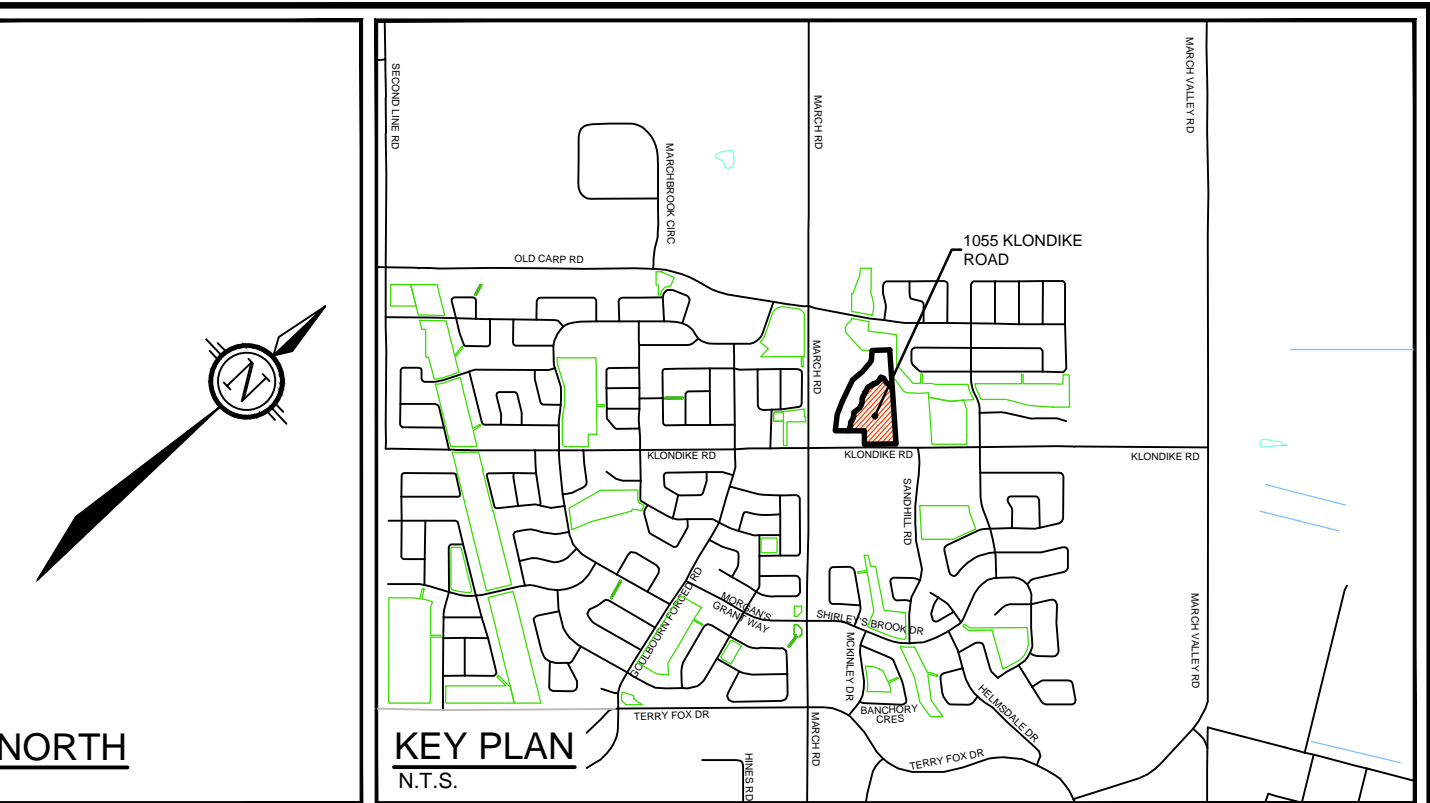 N
NORTH
KEY PLAN
N.T.S.
SECOND LINE RD
MARCH RD
MARCH VALLEY RD
MARCHBROOK CIRC
1055 KLONDIKE
ROAD
OLD CARP RD
MARCH RD
KLONDIKE RD
KLONDIKE RD
KLONDIKE RD
SANDHILL RD
GOULBOURN FORCED RD
MORGAN'S
GRANT WAY
SHIRLEY'S BROOK DR
MCKINLEY DR
MARCH VALLEY RD
BANCHORY
CRES
HELMSDALE DR
TERRY FOX DR
MARCH RD
TERRY FOX DR
HINES RD